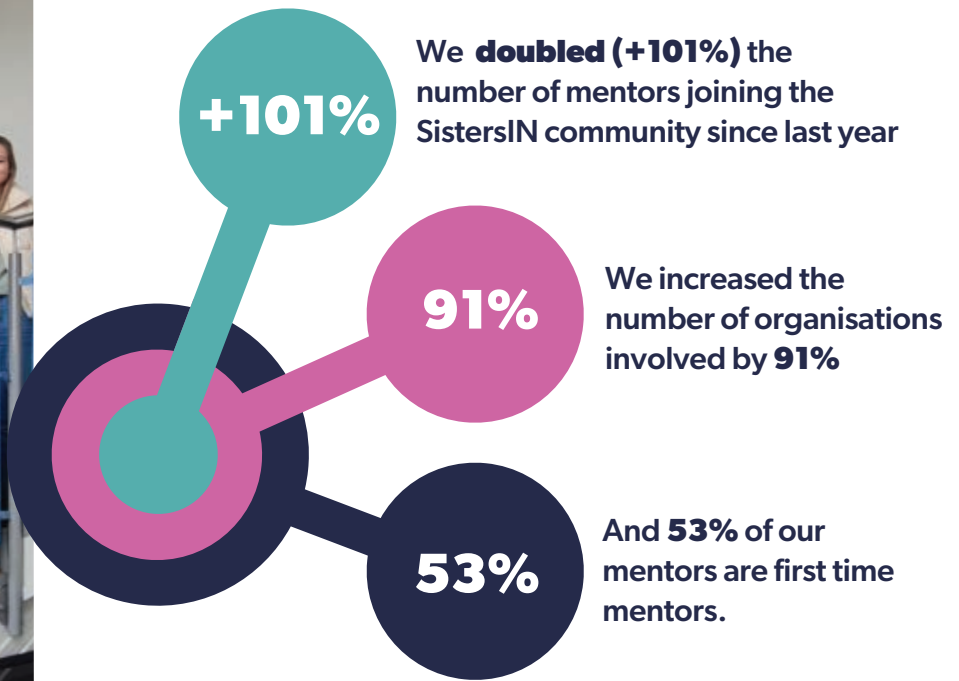 +101%
We doubled (+101%) the
number of mentors joining the
SistersIN community since last year
91%
We increased the
number of organisations
involved by 91%
53%
And 53% of our
mentors are first time
mentors.